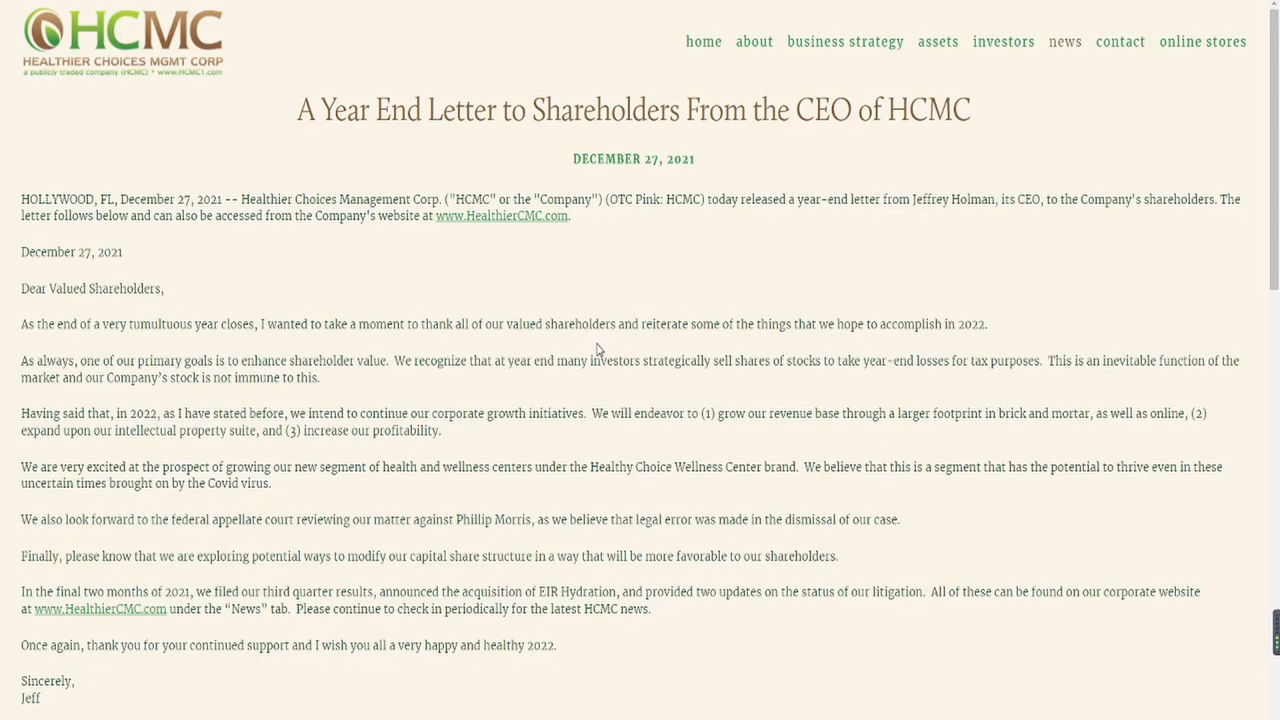 HCMC
HEALTHIER CHOICES MGMT CORP
a publicly traded company (HCMC) * www.HCMC1.com
home about business strategy assets investors news contact online stores
A Year End Letter to Shareholders From the CEO of HCMC
DECEMBER 27, 2021
HOLLYWOOD, FL, December 27, 2021 -- Healthier Choices Management Corp. ("HCMC" or the "Company") (OTC Pink: HCMC) today released a year-end letter from Jeffrey Holman, its CEO, to the Company's shareholders. The
letter follows below and can also be accessed from the Company's website at www.HealthierCMC.com.
December 27, 2021
Dear Valued Shareholders,
As the end of a very tumultuous year closes, I wanted to take a moment to thank all of our valued shareholders and reiterate some of the things that we hope to accomplish in 2022.
As always, one of our primary goals is to enhance shareholder value. We recognize that at year end many investors strategically sell shares of stocks to take year-end losses for tax purposes. This is an inevitable function of the
market and our Company's stock is not immune to this.
Having said that, in 2022, as I have stated before, we intend to continue our corporate growth initiatives. We will endeavor to (1) grow our revenue base through a larger footprint in brick and mortar, as well as online, (2)
expand upon our intellectual property suite, and (3) increase our profitability.
We are very excited at the prospect of growing our new segment of health and wellness centers under the Healthy Choice Wellness Center brand. We believe that this is a segment that has the potential to thrive even in these
uncertain times brought on by the Covid virus.
We also look forward to the federal appellate court reviewing our matter against Phillip Morris, as we believe that legal error was made in the dismissal of our case.
Finally, please know that we are exploring potential ways to modify our capital share structure in a way that will be more favorable to our shareholders.
In the final two months of 2021, we filed our third quarter results, announced the acquisition of EIR Hydration, and provided two updates on the status of our litigation. All of these can be found on our corporate website
at www.HealthierCMC.com under the “News” tab. Please continue to check in periodically for the latest HCMC news.
Once again, thank you for your continued support and I wish you all a very happy and healthy 2022.
Sincerely,
Jeff